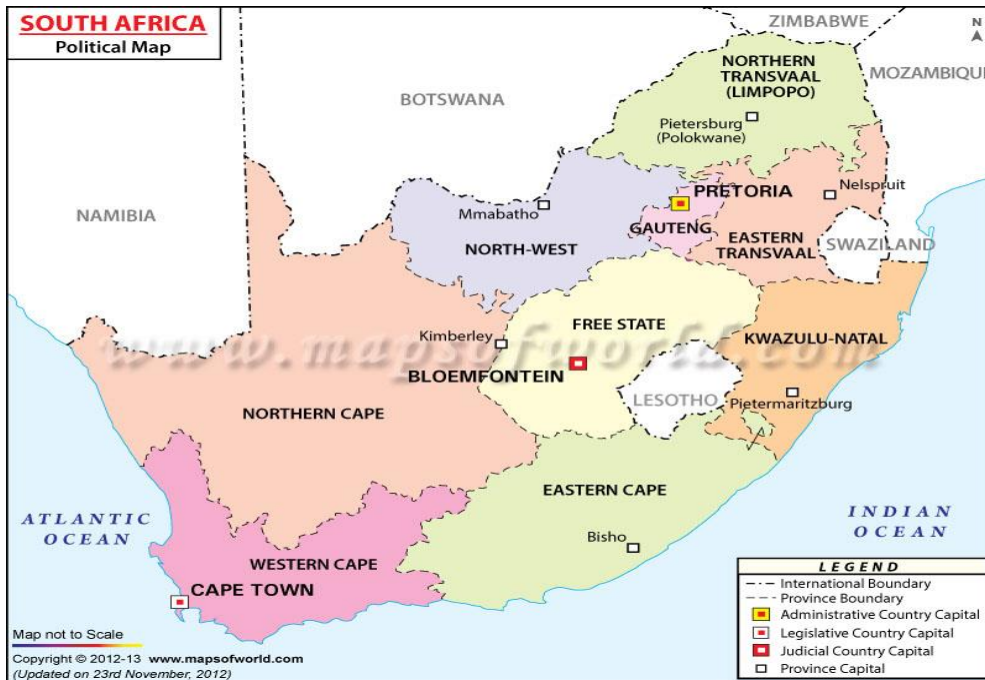 SOUTH AFRICA
Political Map
ZIMBABWE
N
NORTHERN
TRANSVAAL
(LIMPOPO)
MOZAMBIQUE
BOTSWANA
Pietersburg
(Polokwane)
PRETORIA
Nelspruit
Mmabatho
NAMIBIA
GAUTENG
NORTH-WEST
EASTERN
TRANSVAAL
SWAZILAND
FREE STATE
Kimberley
KWAZULU-NATAL
www.mapsofworld.com
BLOEMFONTEIN
LESOTHO
Pietermaritzburg
NORTHERN CAPE
EASTERN CAPE
ATLANTIC
OCEAN
INDIAN
OCEAN
Bisho
WESTERN CAPE
CAPE TOWN
LEGEND
International Boundary
Province Boundary
Administrative Country Capital
Legislative Country Capital
Judicial Country Capital
Province Capital
Map not to Scale
Copyright © 2012-13 www.mapsofworld.com
(Updated on 23rd November, 2012)